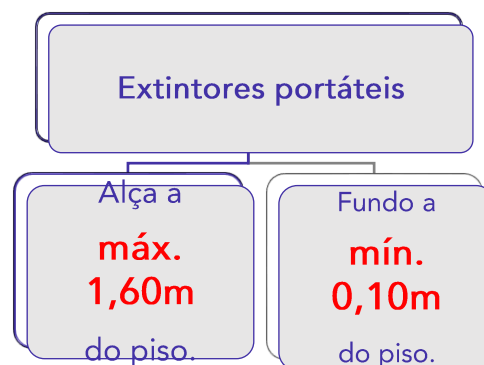 Extintores portáteis
Alça a
máx.
1,60m
do piso.
Fundo a
mín.
0,10m
do piso.